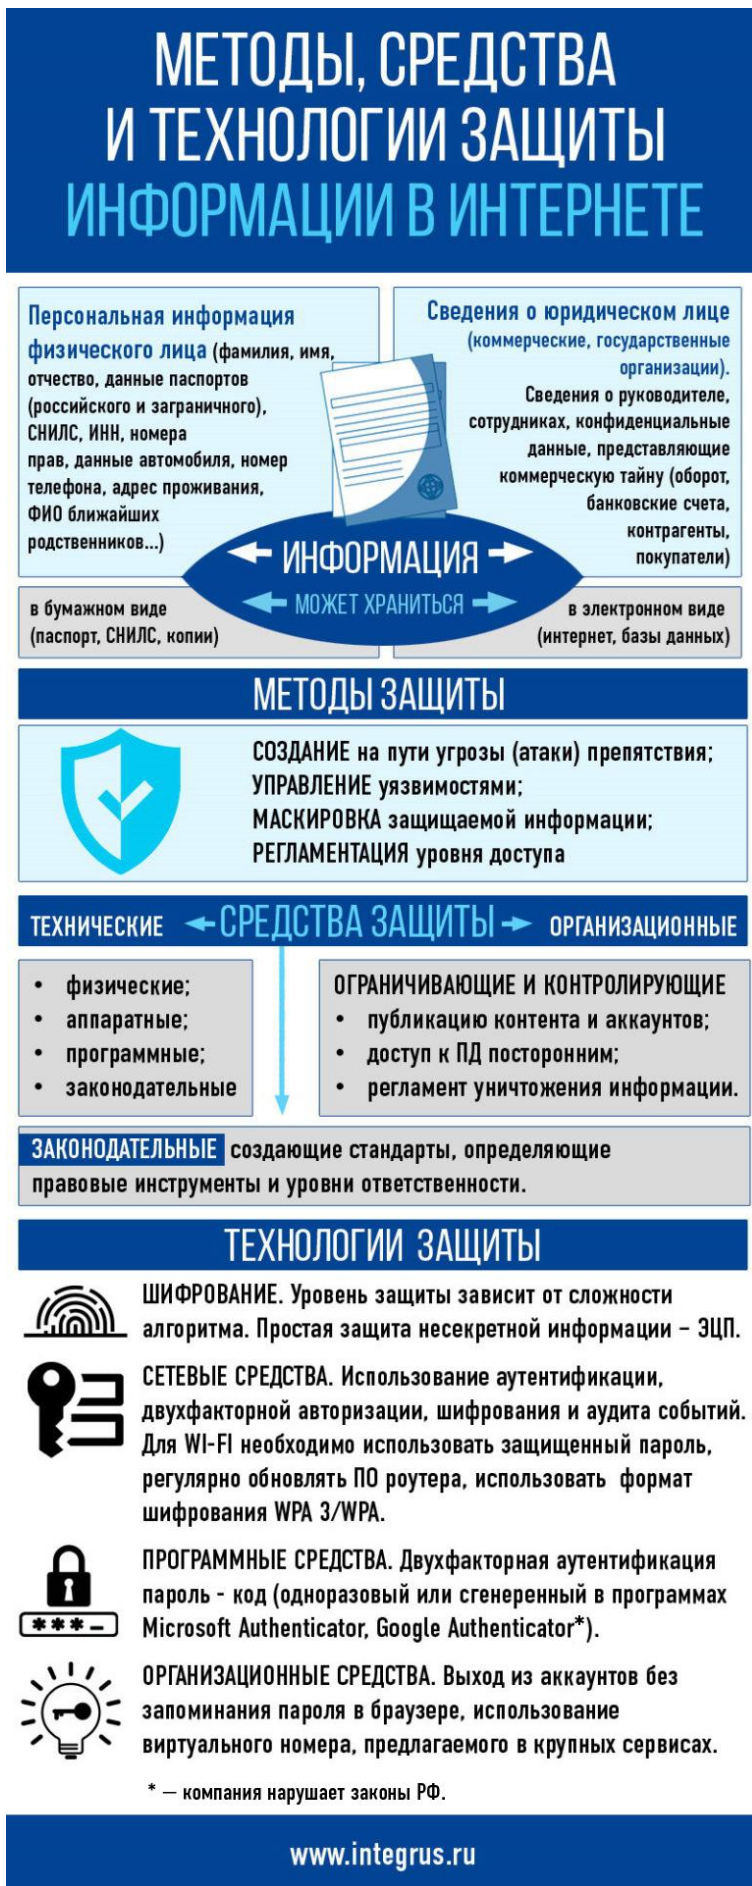 МЕТОДЫ, СРЕДСТВА
И ТЕХНОЛОГИИ ЗАЩИТЫ
ИНФОРМАЦИИ В ИНТЕРНЕТЕ
Персональная информация
физического лица (фамилия, имя,
отчество, данные паспортов
(российского и заграничного),
СНИЛС, ИНН, номера
прав, данные автомобиля, номер
телефона, адрес проживания,
ФИО ближайших
родственников...)
Сведения о юридическом лице
(коммерческие, государственные
организации).
Сведения о руководителе,
сотрудниках, конфиденциальные
данные, представляющие
коммерческую тайну (оборот,
банковские счета,
контрагенты,
покупатели)
ИНФОРМАЦИЯ
МОЖЕТ ХРАНИТЬСЯ
в бумажном виде
(паспорт, СНИЛС, копии)
в электронном виде
(интернет, базы данных)
МЕТОДЫ ЗАЩИТЫ
СОЗДАНИЕ на пути угрозы (атаки) препятствия;
УПРАВЛЕНИЕ уязвимостями;
МАСКИРОВКА защищаемой информации;
РЕГЛАМЕНТАЦИЯ уровня доступа
ТЕХНИЧЕСКИЕ СРЕДСТВА ЗАЩИТЫ ОРГАНИЗАЦИОННЫЕ
• физические;
• аппаратные;
• программные;
• законодательные
ОГРАНИЧИВАЮЩИЕ И КОНТРОЛИРУЮЩИЕ
• публикацию контента и аккаунтов;
• доступ к ПД посторонним;
• регламент уничтожения информации.
ЗАКОНОДАТЕЛЬНЫЕ создающие стандарты, определяющие
правовые инструменты и уровни ответственности.
ТЕХНОЛОГИИ ЗАЩИТЫ
ШИФРОВАНИЕ. Уровень защиты зависит от сложности
алгоритма. Простая защита несекретной информации – ЭЦП.
СЕТЕВЫЕ СРЕДСТВА. Использование аутентификации,
двухфакторной авторизации, шифрования и аудита событий.
Для WI-FI необходимо использовать защищенный пароль,
регулярно обновлять ПО роутера, использовать формат
шифрования WPA 3/WPA.
ПРОГРАММНЫЕ СРЕДСТВА. Двухфакторная аутентификация
пароль - код (одноразовый или сгенеренный в программах
Microsoft Authenticator, Google Authenticator*).
ОРГАНИЗАЦИОННЫЕ СРЕДСТВА. Выход из аккаунтов без
запоминания пароля в браузере, использование
виртуального номера, предлагаемого в крупных сервисах.
* — компания нарушает законы РФ.
www.integrus.ru